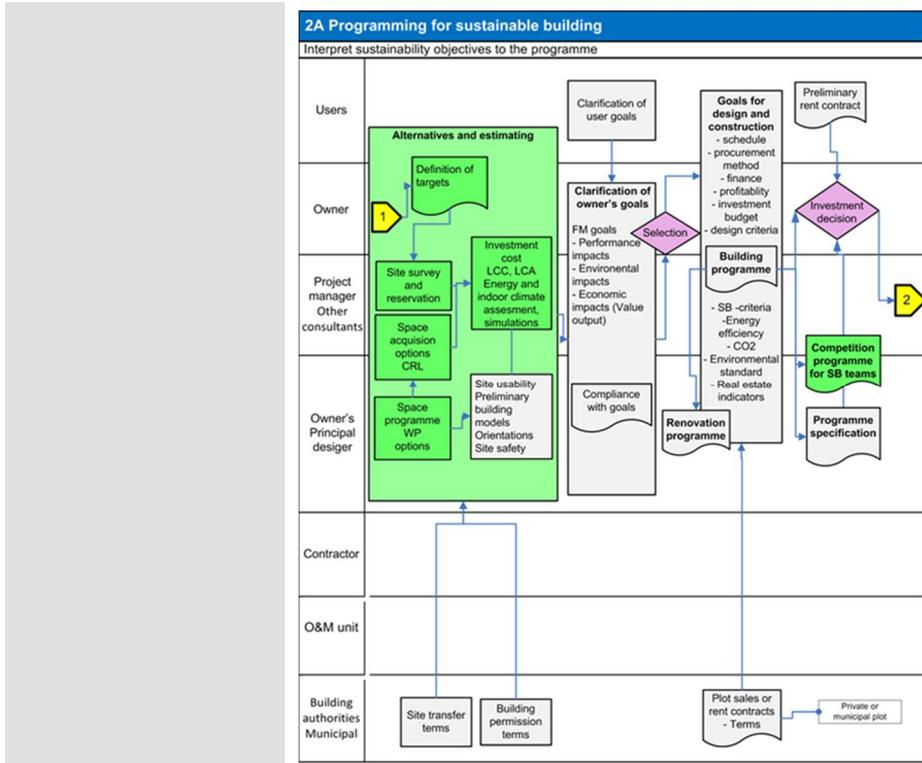 2A Programming for sustainable building
Interpret sustainability objectives to the programme
Users
Clarification of
user goals
Goals for
design and
construction
- schedule
- procurement
method
- finance
- profitablity
- investment
budget
- design criteria
Preliminary
rent contract
Alternatives and estimating
Owner
1
Definition of
targets
Clarification of
owner's goals
FM goals
- Performance
impacts
- Environental
impacts
- Economic
impacts (Value
output)
Selection
Investment
decision
Project
manager
Other
consultants
Site survey
and
reservation
Investment
cost
LCC, LCA
Energy and
indoor climate
assesment,
simulations
Building
programme
- SB -criteria
-Energy
efficiency
- CO2
- Environmental
standard
- Real estate
indicators
2
Space
acquision
options
CRL
Competition
programme
for SB teams
Owner's
Principal
desiger
Space
programme
WP
options
Site usability
Preliminary
building
models
Orientations
Site safety
Compliance
with goals
Renovation
programme
Programme
specification
Contractor
O&M unit
Building
authorities
Municipal
Site transfer
terms
Building
permission
terms
Plot sales or
rent contracts
- Terms
Private or
municipal plot